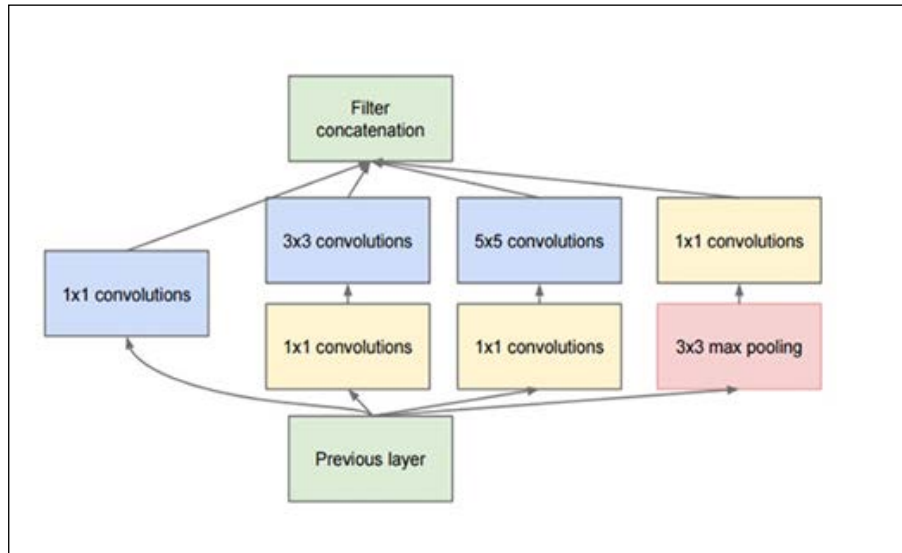 Filter
concatenation
3x3 convolutions
5x5 convolutions
1x1 convolutions
1x1 convolutions
1x1 convolutions
1x1 convolutions
3x3 max pooling
Previous layer